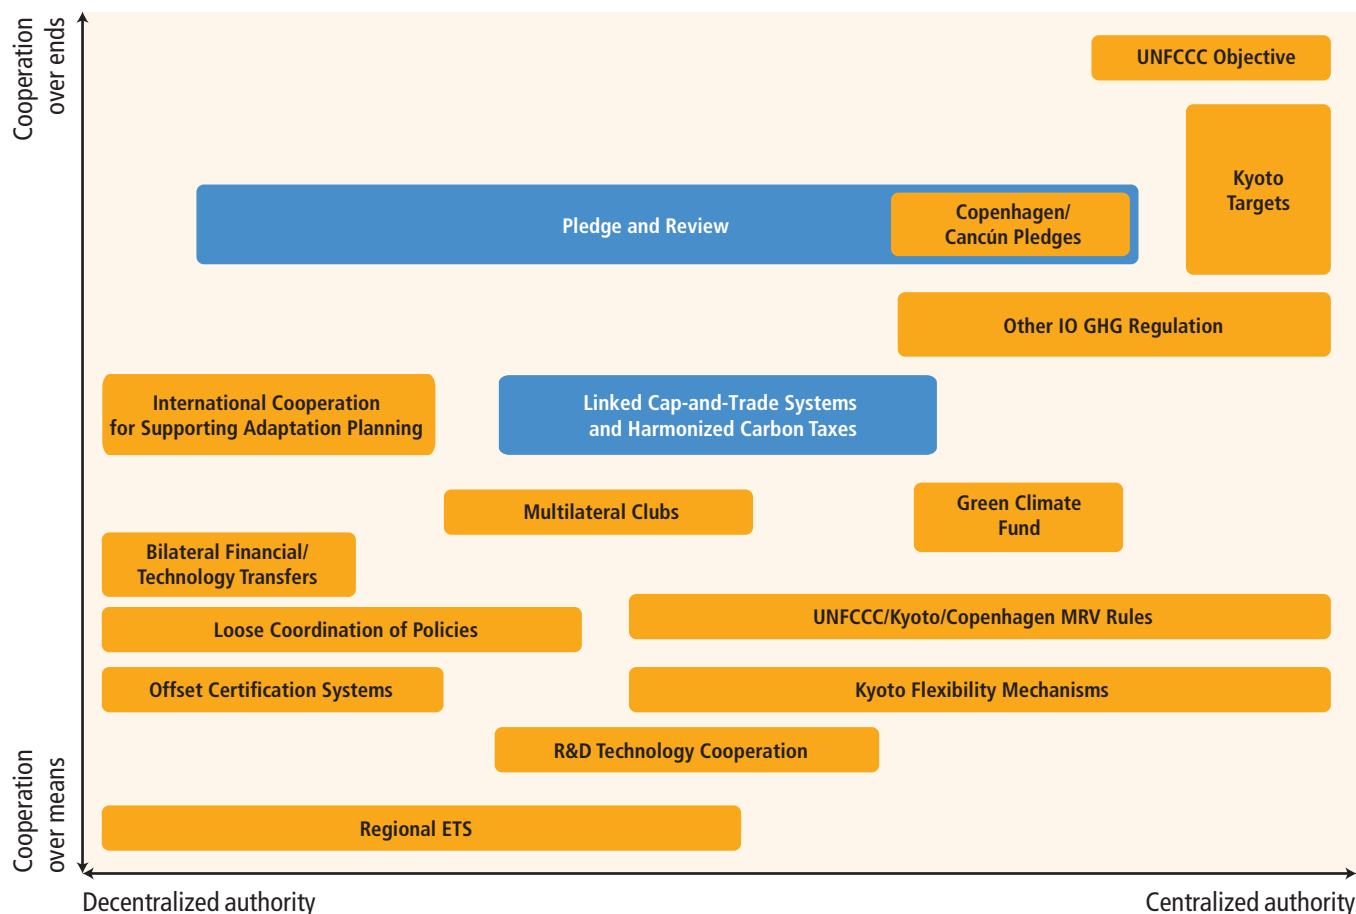 Cooperation
over ends
UNFCCC Objective
Kyoto
Targets
Pledge and Review
Copenhagen/
Cancún Pledges
Other IO GHG Regulation
International Cooperation
for Supporting Adaptation Planning
Linked Cap-and-Trade Systems
and Harmonized Carbon Taxes
Multilateral Clubs
Green Climate
Fund
Bilateral Financial/
Technology Transfers
Loose Coordination of Policies
UNFCCC/Kyoto/Copenhagen MRV Rules
Offset Certification Systems
Kyoto Flexibility Mechanisms
R&D Technology Cooperation
Regional ETS
Cooperation
over means
Decentralized authority
Centralized authority